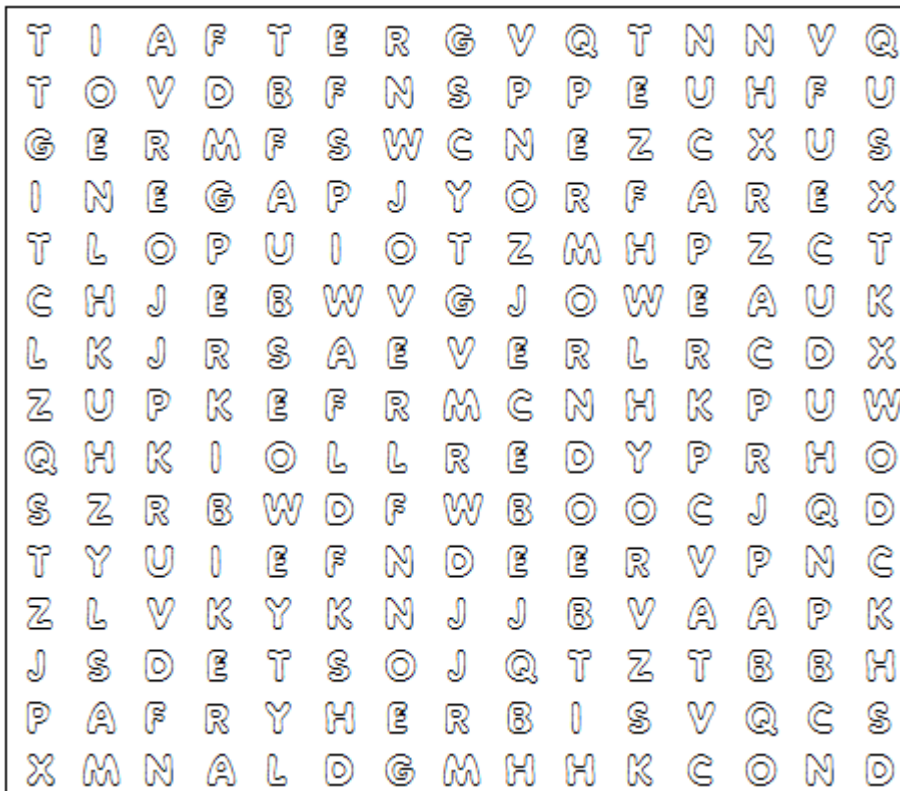 T I A F T E R G V Q T N N V Q
T O V D B F N S P P E U H F U
G E R M F S W C N E Z C X U S
I N E G A P J Y O R F A R E X
T L O P U I O T Z M H P Z C T
C H J E B W V G J O W E A U K
L K J R S A E V E R L R C D X
Z U P K E F R M C N H K P U W
Q H K I O L L R E D Y P R H O
S Z R B W D F W B O O C J Q D
T Y U I E F N D E E R V P N C
Z L V K Y K N J J B V A A P K
J S D E T S O J Q T Z T B B H
P A F R Y H E R B I S V Q C S
X M N A L D G M H H K C O N D